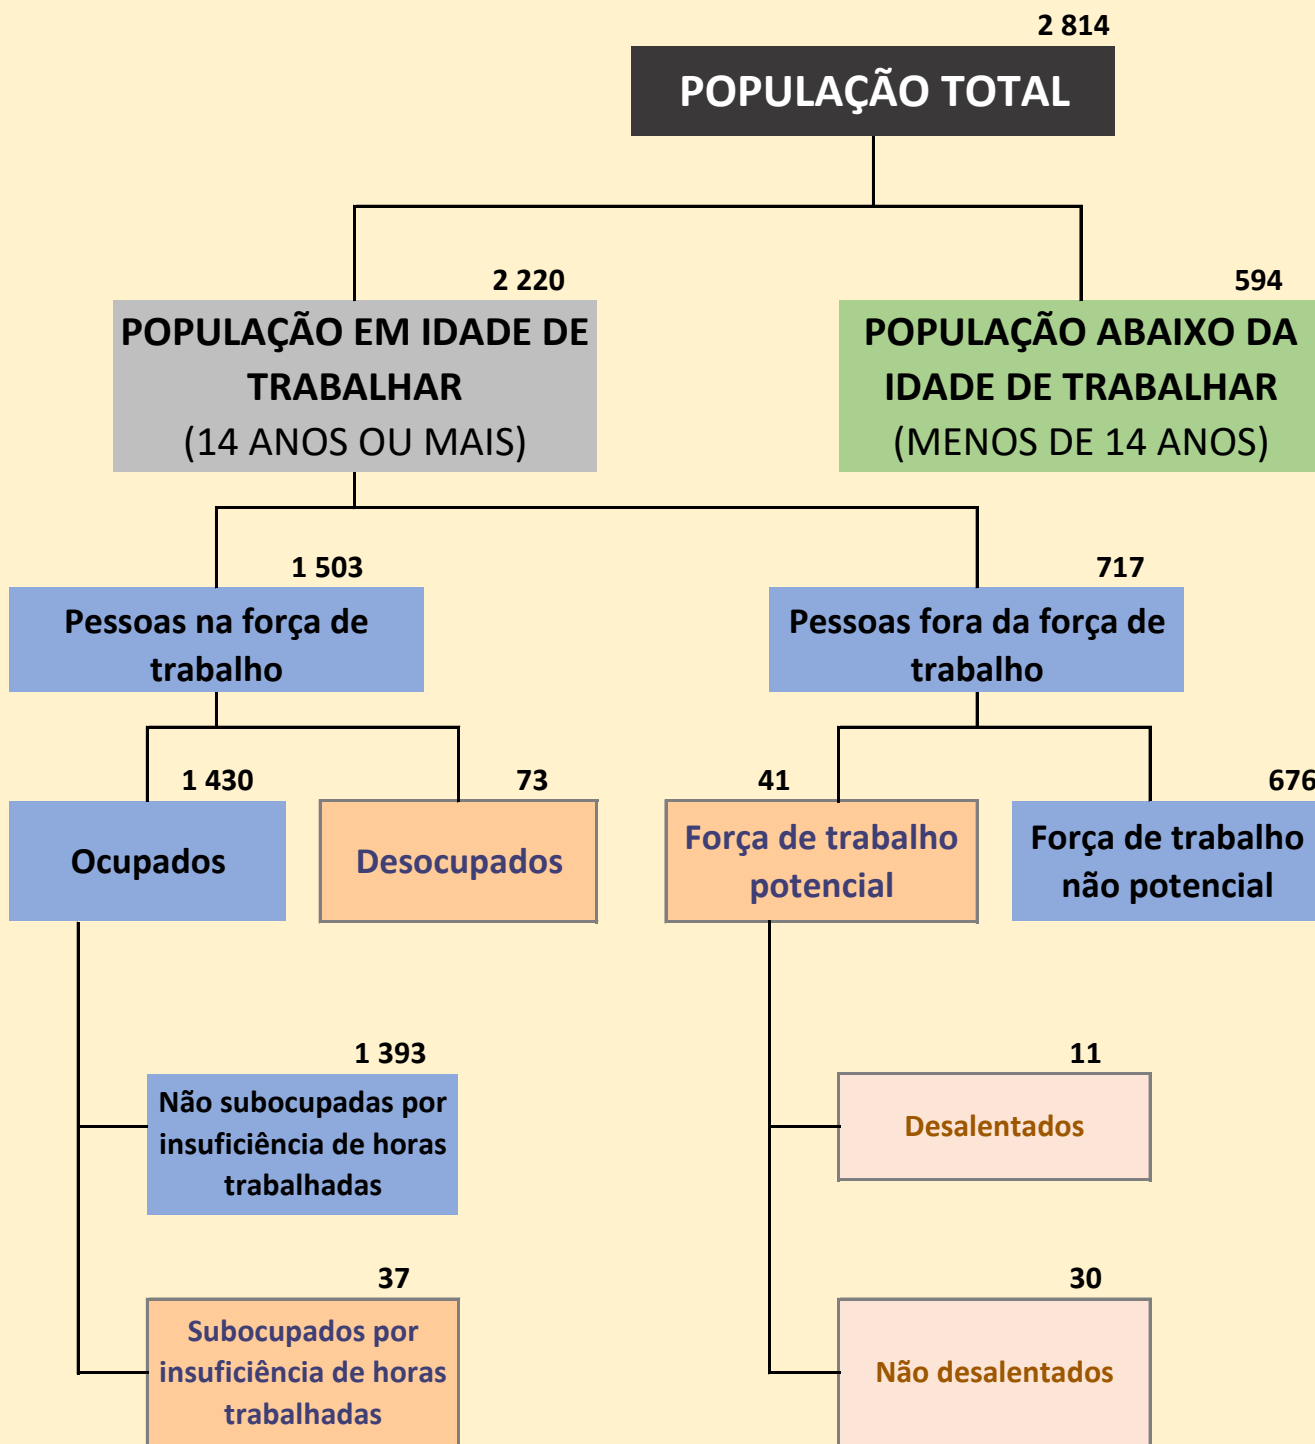 2 814
POPULAÇÃO TOTAL
2 220
POPULAÇÃO EM IDADE DE
TRABALHAR
(14 ANOS OU MAIS)
594
POPULAÇÃO ABAIXO DA
IDADE DE TRABALHAR
(MENOS DE 14 ANOS)
1 503
Pessoas na força de
trabalho
717
Pessoas fora da força de
trabalho
1 430
Ocupados
73
Desocupados
41
Força de trabalho
potencial
676
Força de trabalho
não potencial
1 393
Não subocupadas por
insuficiência de horas
trabalhadas
11
Desalentados
37
Subocupados por
insuficiência de horas
trabalhadas
30
Não desalentados